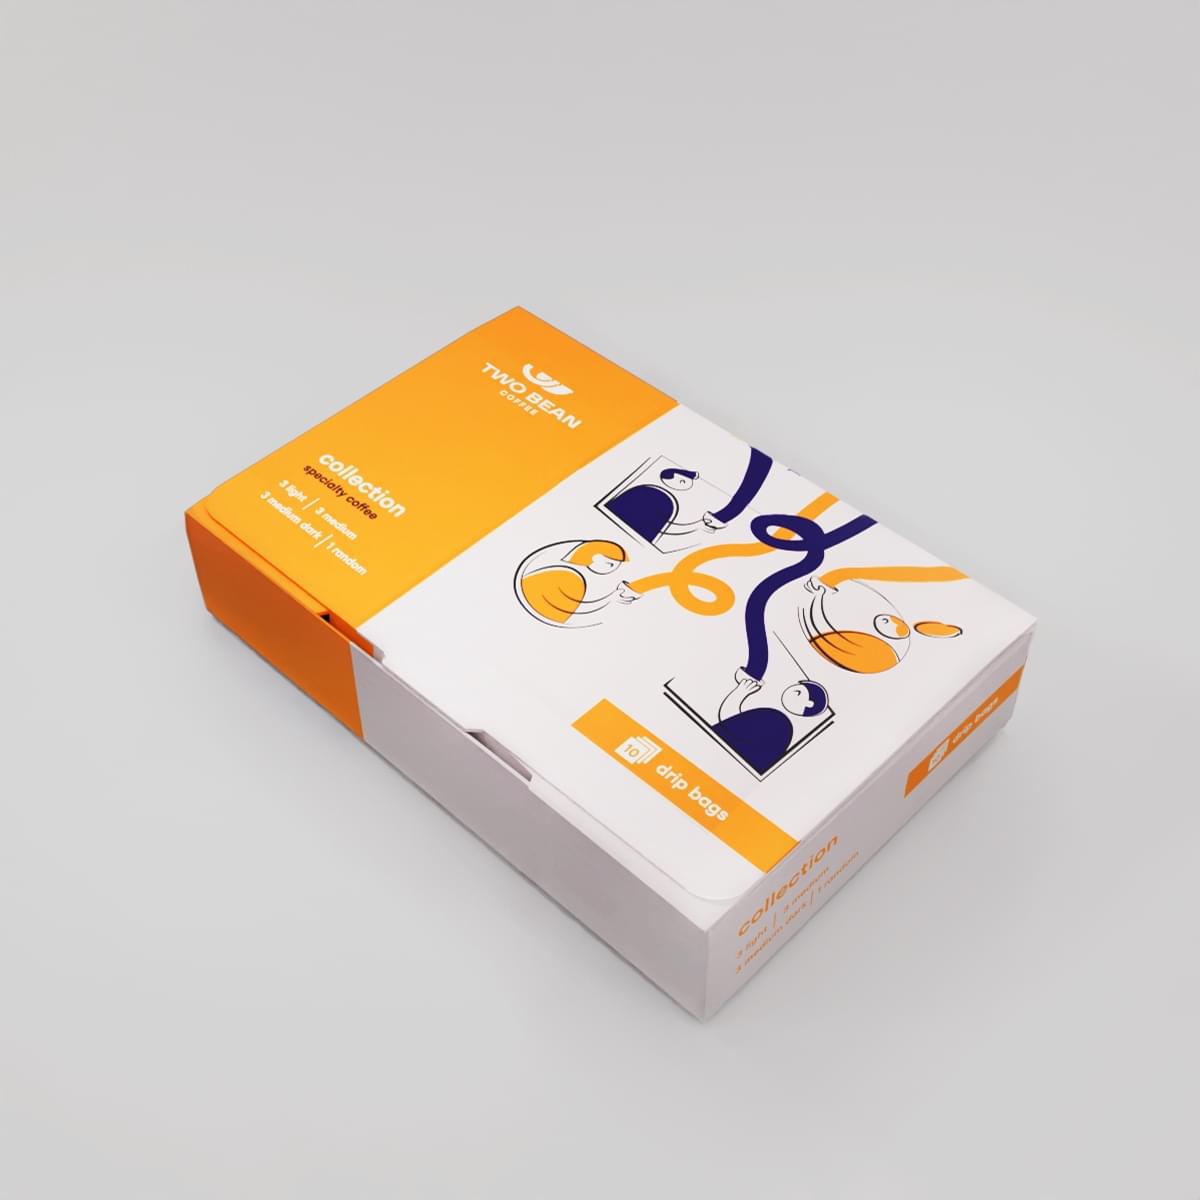 TWO BEAN
COFFEE
collection
specialty coffee
3 light | 3 medium
3 medium dark | 1 random
10 drip bags
10 drip bags
collection
3 light | 3 medium
3 medium dark | 1 random